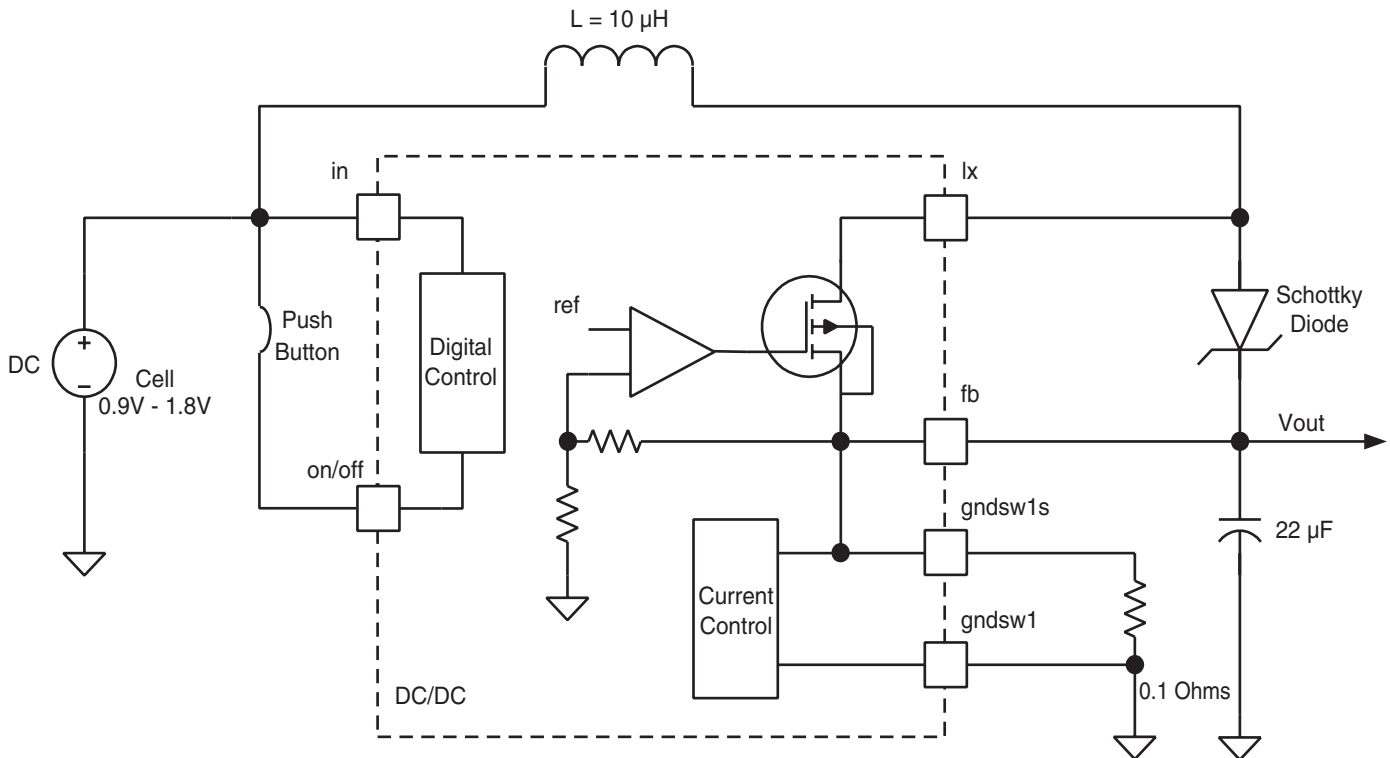 L = 10 µH
in
lx
ref
Push
Button
Digital
Control
Schottky
Diode
DC
+
−
Cell
0.9V - 1.8V
fb
Vout
on/off
gndsw1s
22 µF
Current
Control
gndsw1
DC/DC
0.1 Ohms